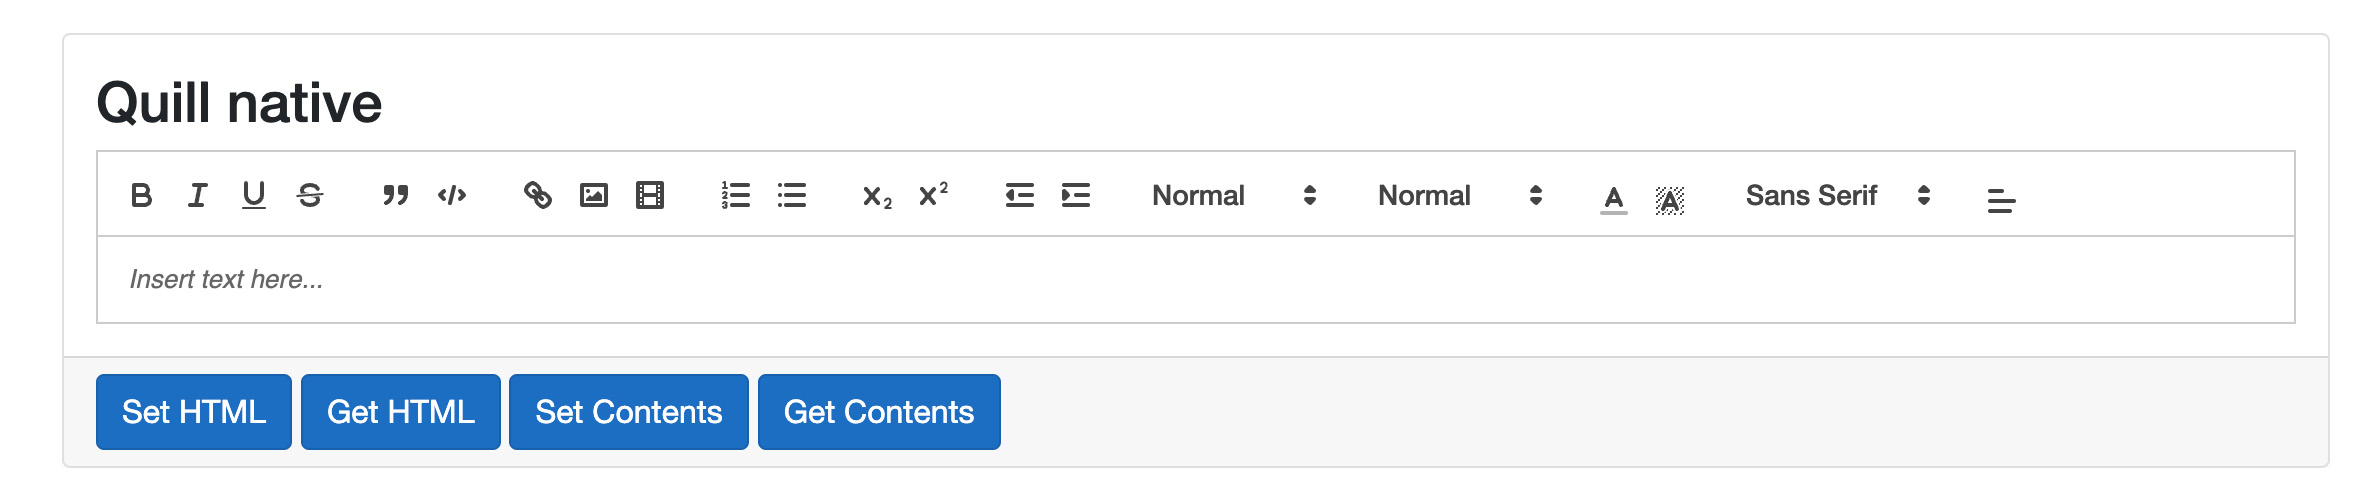 Quill native
Normal Normal Sans Serif
Insert text here...
Set HTML Get HTML Set Contents Get Contents